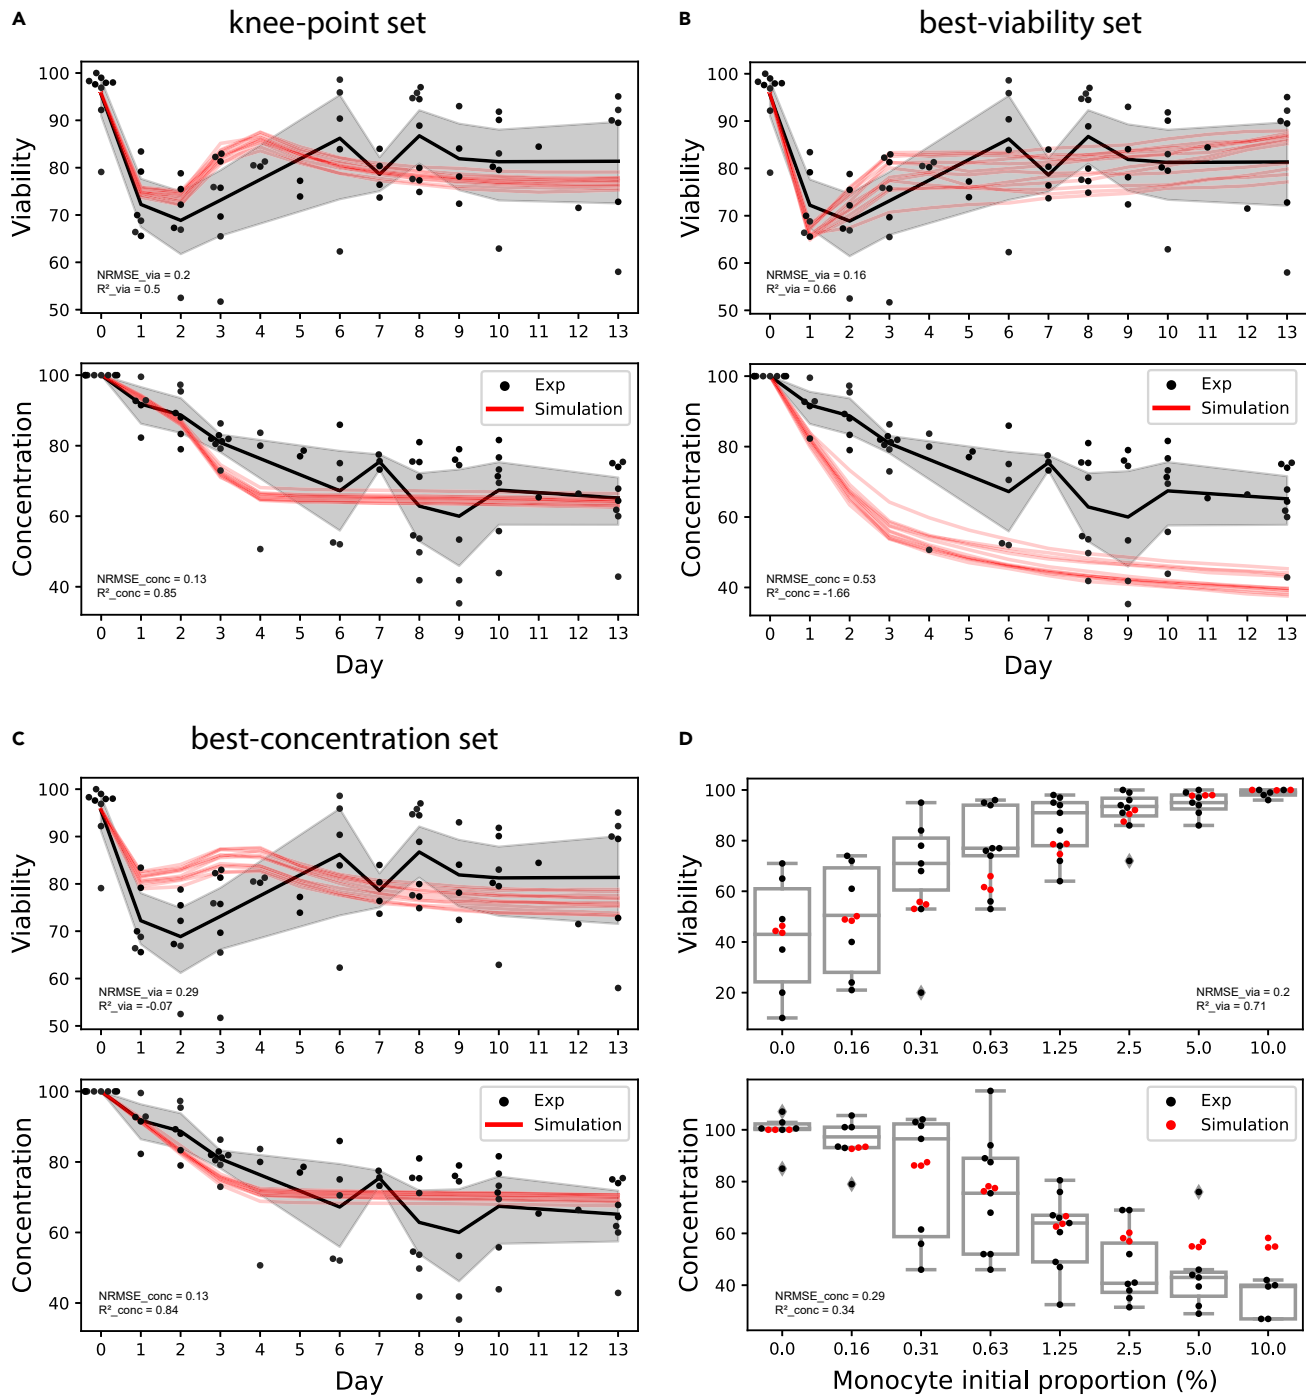 A
knee-point set
100
90
80
70
60
50
Viability
NRMSE_via = 0.2
R²_via = 0.5
0 1 2 3 4 5 6 7 8 9 10 11 12 13
100
80
60
40
Concentration
Exp
Simulation
NRMSE_conc = 0.13
R²_conc = 0.85
0 1 2 3 4 5 6 7 8 9 10 11 12 13
Day
B
best-viability set
100
90
80
70
60
50
Viability
NRMSE_via = 0.16
R²_via = 0.66
0 1 2 3 4 5 6 7 8 9 10 11 12 13
100
80
60
40
Concentration
Exp
Simulation
NRMSE_conc = 0.53
R²_conc = -1.66
0 1 2 3 4 5 6 7 8 9 10 11 12 13
Day
C
best-concentration set
100
90
80
70
60
50
Viability
NRMSE_via = 0.29
R²_via = -0.07
0 1 2 3 4 5 6 7 8 9 10 11 12 13
100
80
60
40
Concentration
Exp
Simulation
NRMSE_conc = 0.13
R²_conc = 0.84
0 1 2 3 4 5 6 7 8 9 10 11 12 13
Day
D
100
80
60
40
20
Viability
NRMSE_via = 0.2
R²_via = 0.71
0.0 0.16 0.31 0.63 1.25 2.5 5.0 10.0
100
80
60
40
Concentration
Exp
Simulation
NRMSE_conc = 0.29
R²_conc = 0.34
0.0 0.16 0.31 0.63 1.25 2.5 5.0 10.0
Monocyte initial proportion (%)